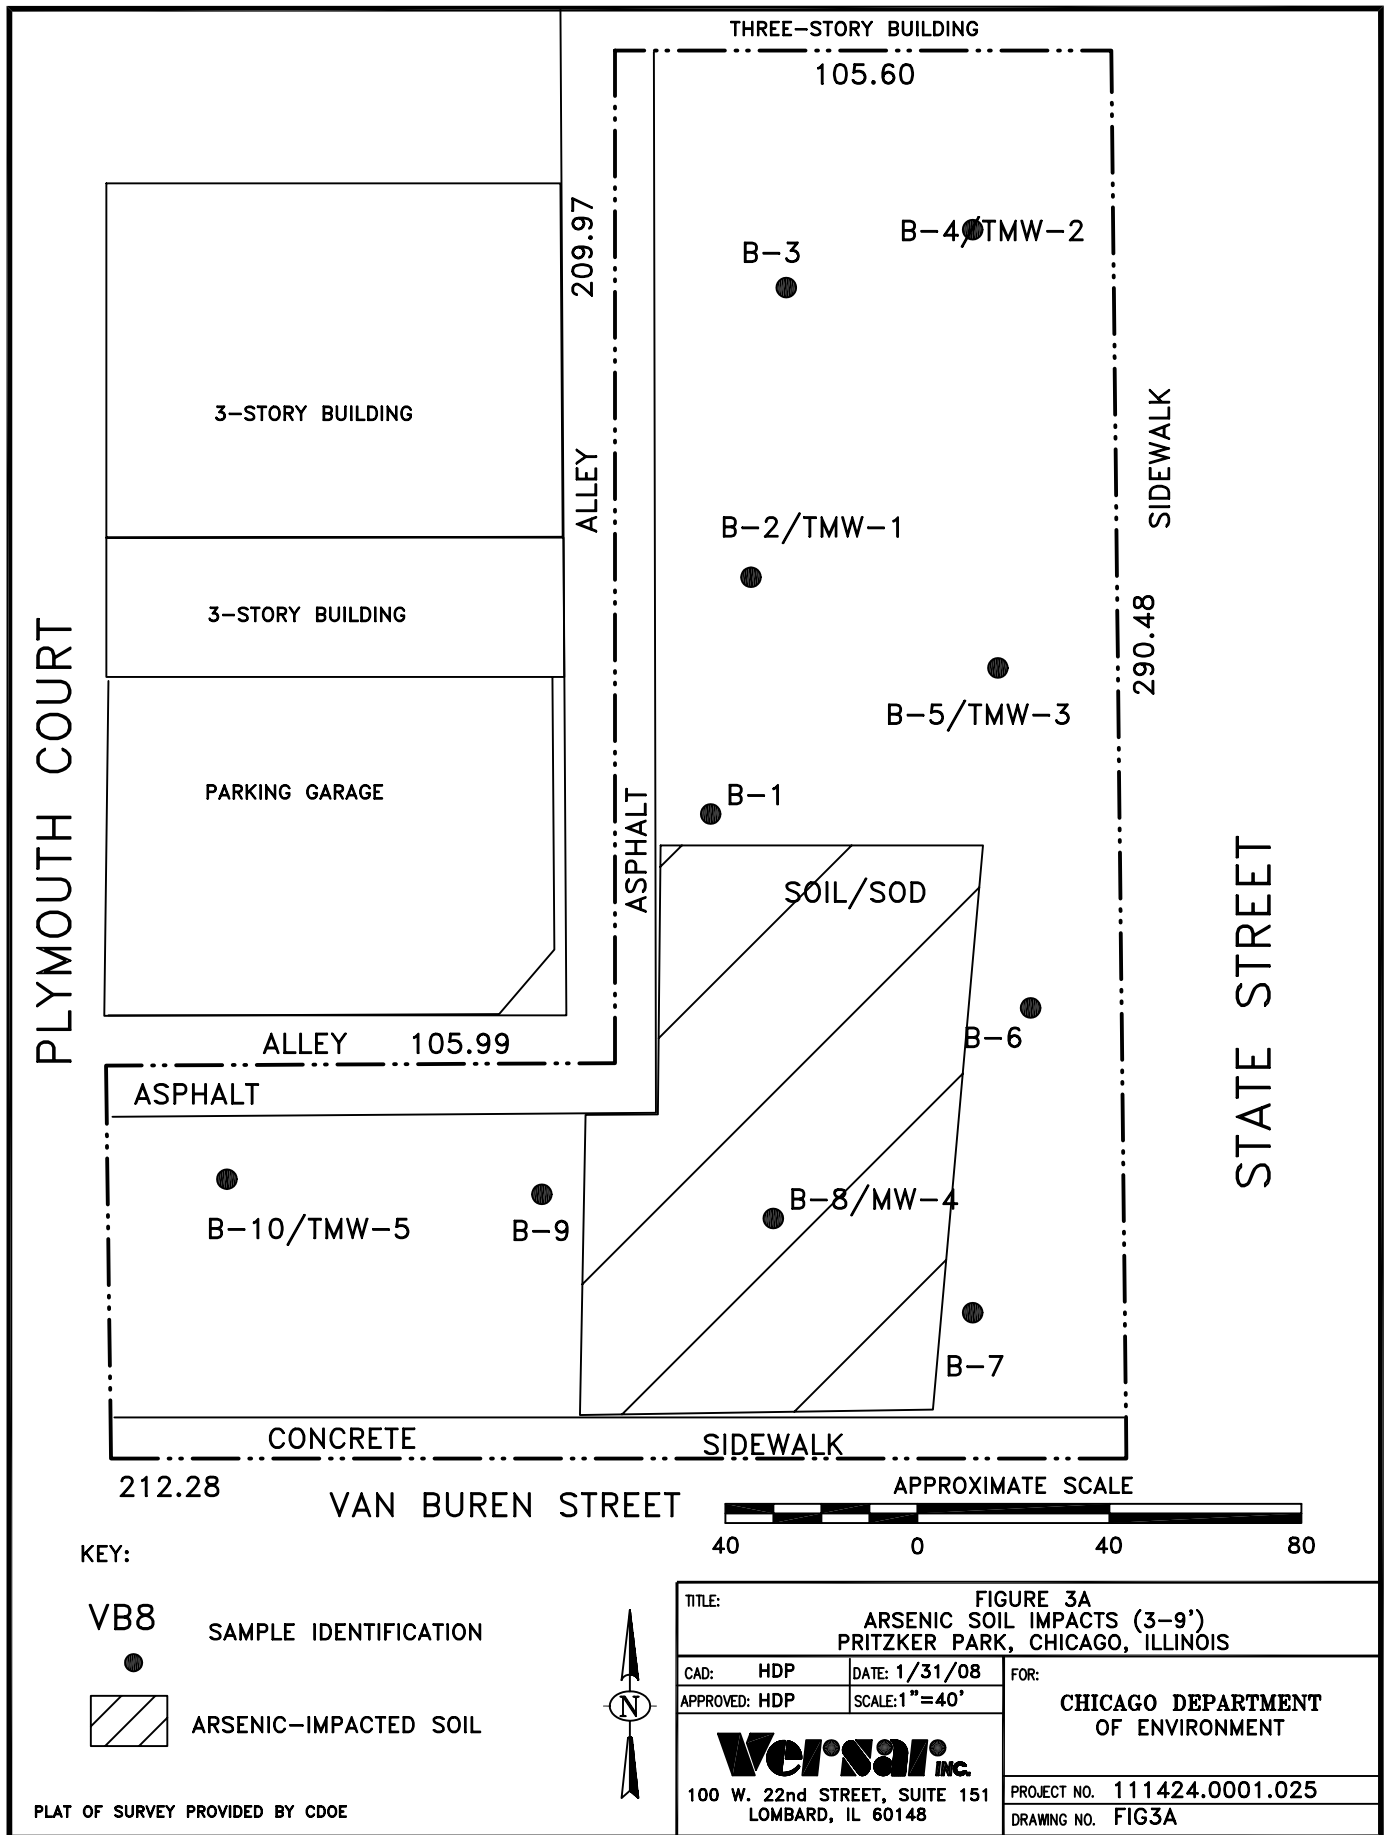 THREE-STORY BUILDING
105.60
B-4/TMW-2
B-3
209.97
3-STORY BUILDING
SIDEWALK
ALLEY
B-2/TMW-1
3-STORY BUILDING
290.48
PLYMOUTH COURT
B-5/TMW-3
PARKING GARAGE
B-1
ASPHALT
SOIL/SOD
STATE STREET
B-6
ALLEY 105.99
ASPHALT
B-8/MW-4
B-10/TMW-5
B-9
B-7
CONCRETE SIDEWALK
212.28
VAN BUREN STREET
APPROXIMATE SCALE
40 0 40 80
KEY:
VB8
SAMPLE IDENTIFICATION
ARSENIC-IMPACTED SOIL
N
PLAT OF SURVEY PROVIDED BY CDOE
TITLE:
FIGURE 3A
ARSENIC SOIL IMPACTS (3-9')
PRITZKER PARK, CHICAGO, ILLINOIS
CAD: HDP
DATE: 1/31/08
APPROVED: HDP
SCALE: 1"=40'
FOR:
CHICAGO DEPARTMENT
OF ENVIRONMENT
Versar INC.
100 W. 22nd STREET, SUITE 151
LOMBARD, IL 60148
PROJECT NO. 111424.0001.025
DRAWING NO. FIG3A